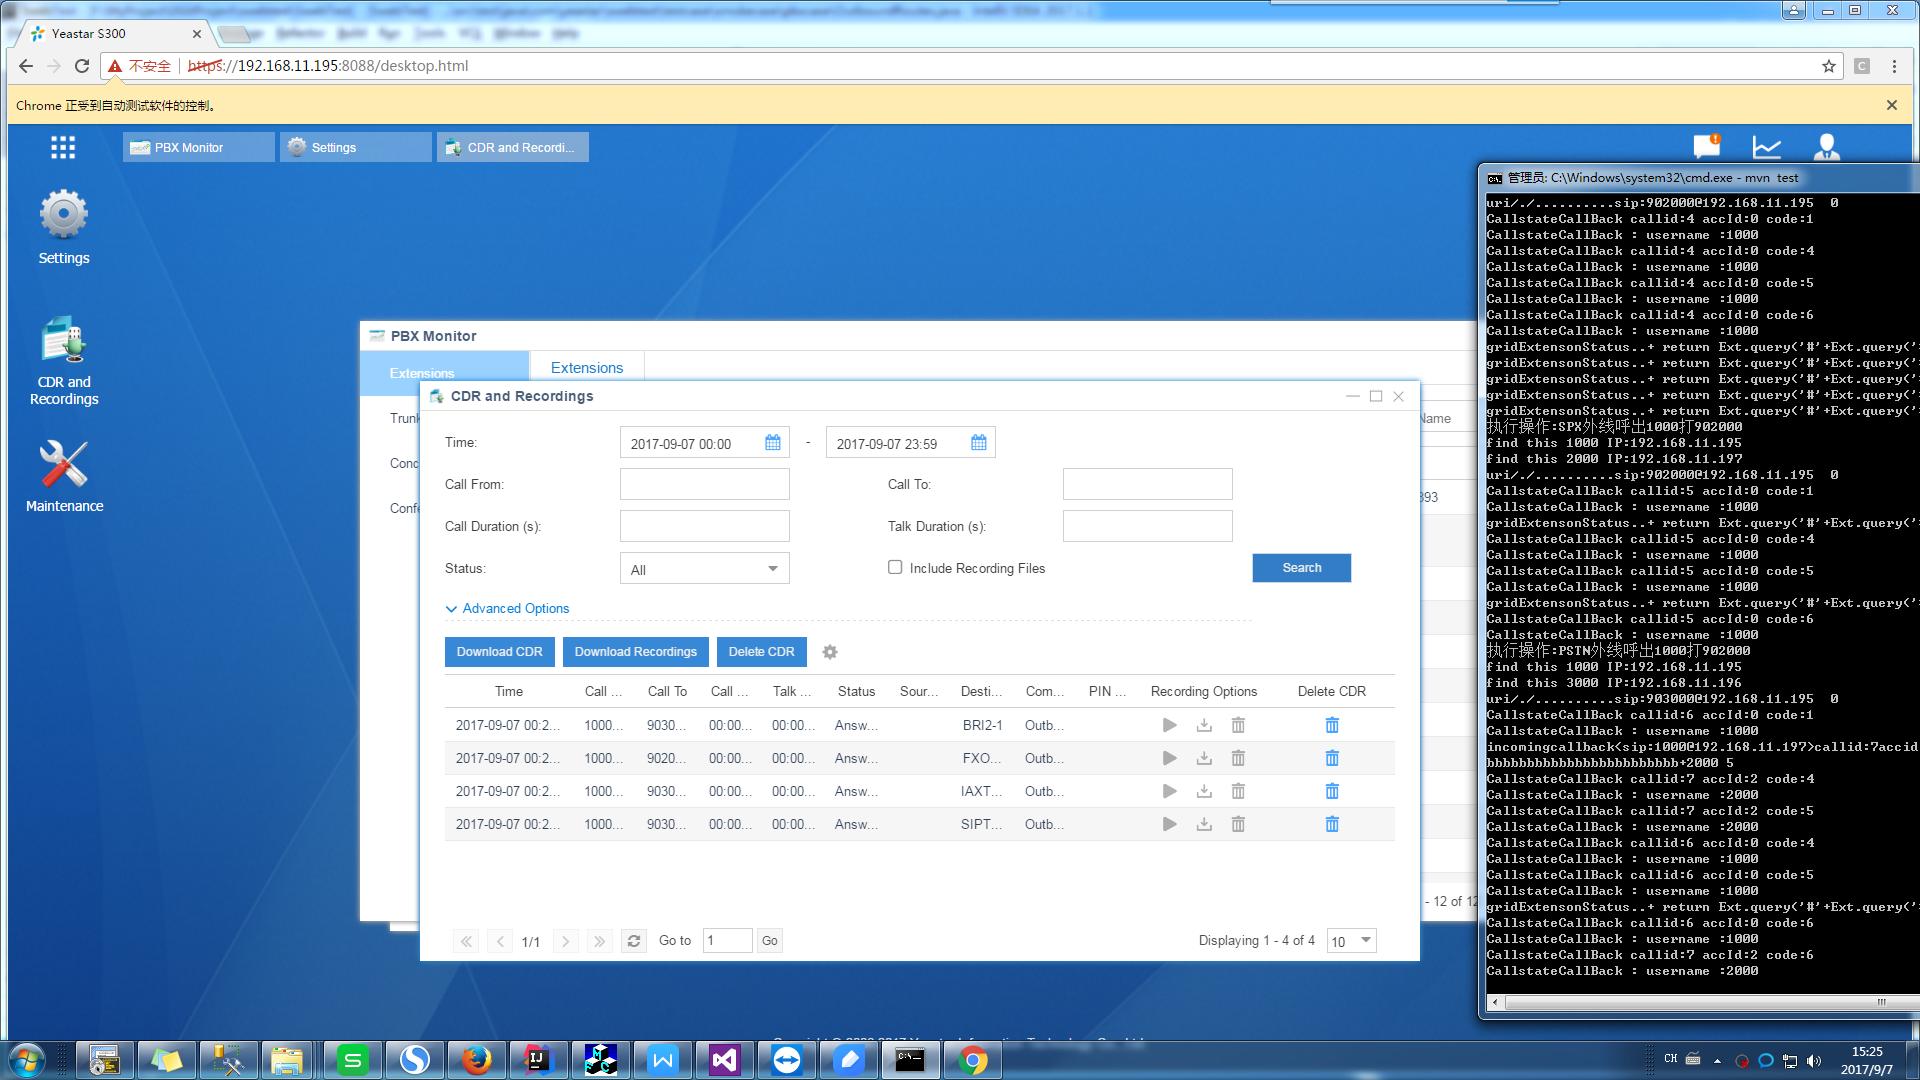 Yeastar S300
不安全 https://192.168.11.195:8088/desktop.html
Chrome 正受到自动测试软件的控制。
PBX Monitor
Settings
CDR and Recordi...
Settings
CDR and
Recordings
Maintenance
PBX Monitor
Extensions
Extensions
Name
CDR and Recordings
Time:
2017-09-07 00:00
-
2017-09-07 23:59
Call From:
Call To:
Call Duration (s):
Talk Duration (s):
Status:
All
Include Recording Files
Search
Advanced Options
Download CDR
Download Recordings
Delete CDR
Time Call ... Call To Call ... Talk ... Status Sour... Desti... Com... PIN ... Recording Options Delete CDR
2017-09-07 00:2... 1000... 9030... 00:00... 00:00... Answ... BRI2-1 Outb...
2017-09-07 00:2... 1000... 9020... 00:00... 00:00... Answ... FXO... Outb...
2017-09-07 00:2... 1000... 9030... 00:00... 00:00... Answ... IAXT... Outb...
2017-09-07 00:2... 1000... 9030... 00:00... 00:00... Answ... SIPT... Outb...
1/1
Go to 1 Go
Displaying 1 - 4 of 4 10
- 12 of 12
管理员: C:\Windows\system32\cmd.exe - mvn test
uri/./..........sip:902000@192.168.11.195 0
CallstateCallBack callid:4 accId:0 code:1
CallstateCallBack : username :1000
CallstateCallBack callid:4 accId:0 code:4
CallstateCallBack : username :1000
CallstateCallBack callid:4 accId:0 code:5
CallstateCallBack : username :1000
CallstateCallBack callid:4 accId:0 code:6
CallstateCallBack : username :1000
gridExtensonStatus..+ return Ext.query('#'+Ext.query('
gridExtensonStatus..+ return Ext.query('#'+Ext.query('
gridExtensonStatus..+ return Ext.query('#'+Ext.query('
gridExtensonStatus..+ return Ext.query('#'+Ext.query('
gridExtensonStatus..+ return Ext.query('#'+Ext.query('
执行操作:SPX外线呼出1000打902000
find this 1000 IP:192.168.11.195
find this 2000 IP:192.168.11.197
uri/./..........sip:902000@192.168.11.195 0
CallstateCallBack callid:5 accId:0 code:1
CallstateCallBack : username :1000
gridExtensonStatus..+ return Ext.query('#'+Ext.query('
CallstateCallBack callid:5 accId:0 code:4
CallstateCallBack : username :1000
CallstateCallBack callid:5 accId:0 code:5
CallstateCallBack : username :1000
gridExtensonStatus..+ return Ext.query('#'+Ext.query('
CallstateCallBack callid:5 accId:0 code:6
CallstateCallBack : username :1000
执行操作:PSTN外线呼出1000打902000
find this 1000 IP:192.168.11.195
find this 3000 IP:192.168.11.196
uri/./..........sip:903000@192.168.11.195 0
CallstateCallBack callid:6 accId:0 code:1
CallstateCallBack : username :1000
incomingcallback<sip:1000@192.168.11.197>callid:7accid
bbbbbbbbbbbbbbbbbbbbbbbb+2000 5
CallstateCallBack callid:7 accId:2 code:4
CallstateCallBack : username :2000
CallstateCallBack callid:7 accId:2 code:5
CallstateCallBack : username :2000
CallstateCallBack callid:6 accId:0 code:4
CallstateCallBack : username :1000
CallstateCallBack callid:6 accId:0 code:5
CallstateCallBack : username :1000
gridExtensonStatus..+ return Ext.query('#'+Ext.query('
CallstateCallBack callid:6 accId:0 code:6
CallstateCallBack : username :1000
CallstateCallBack callid:7 accId:2 code:6
CallstateCallBack : username :2000
CH
15:25
2017/9/7